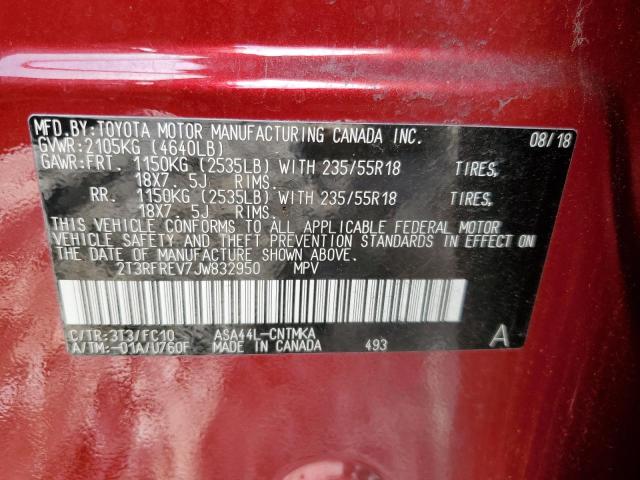 MFD.BY:TOYOTA MOTOR MANUFACTURING CANADA INC. 08/18
GVWR:2105KG (4640LB)
GAWR:FRT. 1150KG (2535LB) WITH 235/55R18 TIRES,
18X7. 5J RIMS.
RR. 1150KG (2535LB) WITH 235/55R18 TIRES,
18X7. 5J RIMS.
THIS VEHICLE CONFORMS TO ALL APPLICABLE FEDERAL MOTOR
VEHICLE SAFETY AND THEFT PREVENTION STANDARDS IN EFFECT ON
THE DATE OF MANUFACTURE SHOWN ABOVE.
2T3RFREV7JW832950 MPV
C/TR:3T3/FC10 ASA44L-CNTMKA A
A/TM:-01A/U760F MADE IN CANADA 493